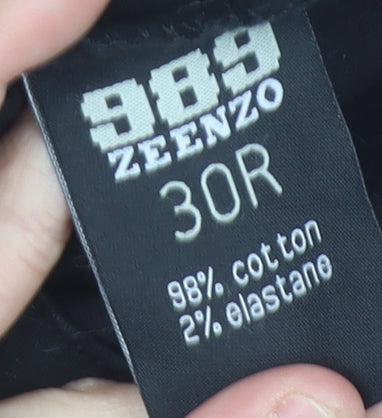 989
ZEENZO
30R
98% cotton
2% elastane